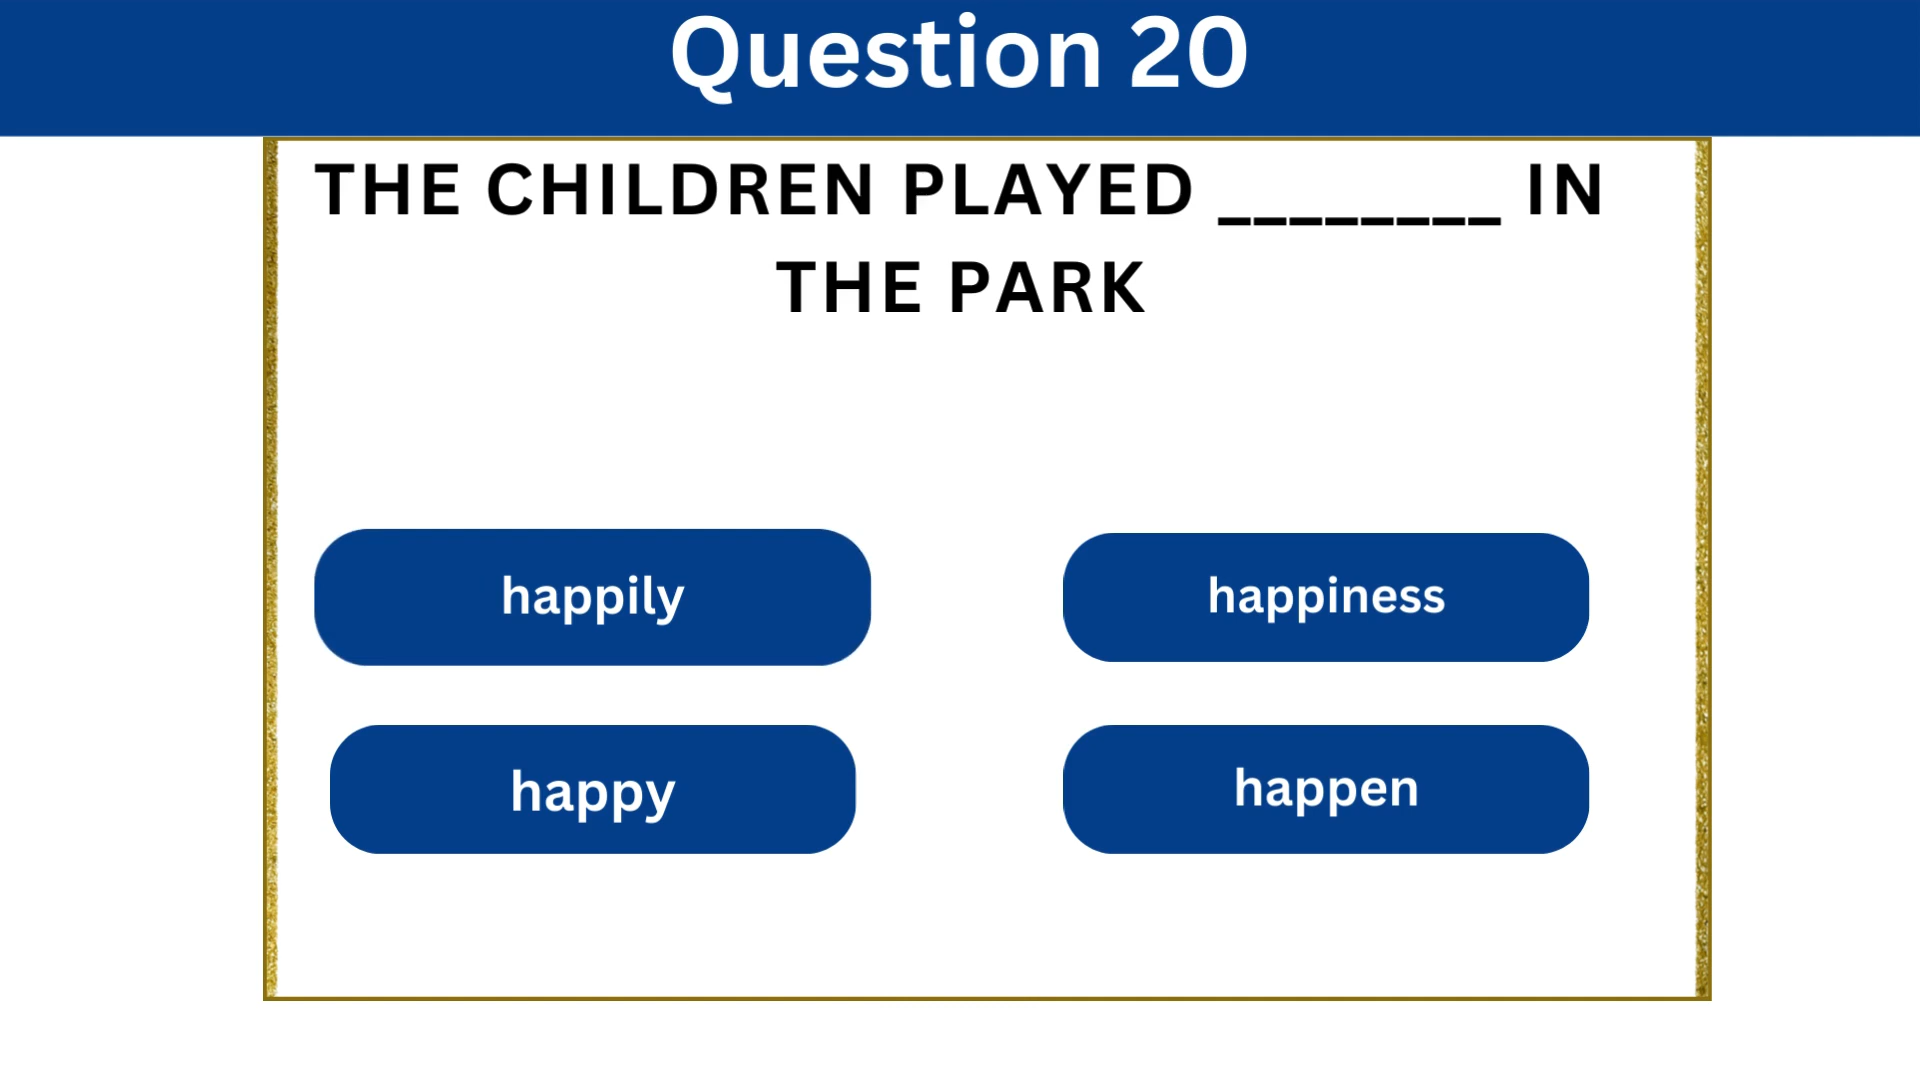 Question 20
THE CHILDREN PLAYED ________ IN
THE PARK
happily
happiness
happy
happen